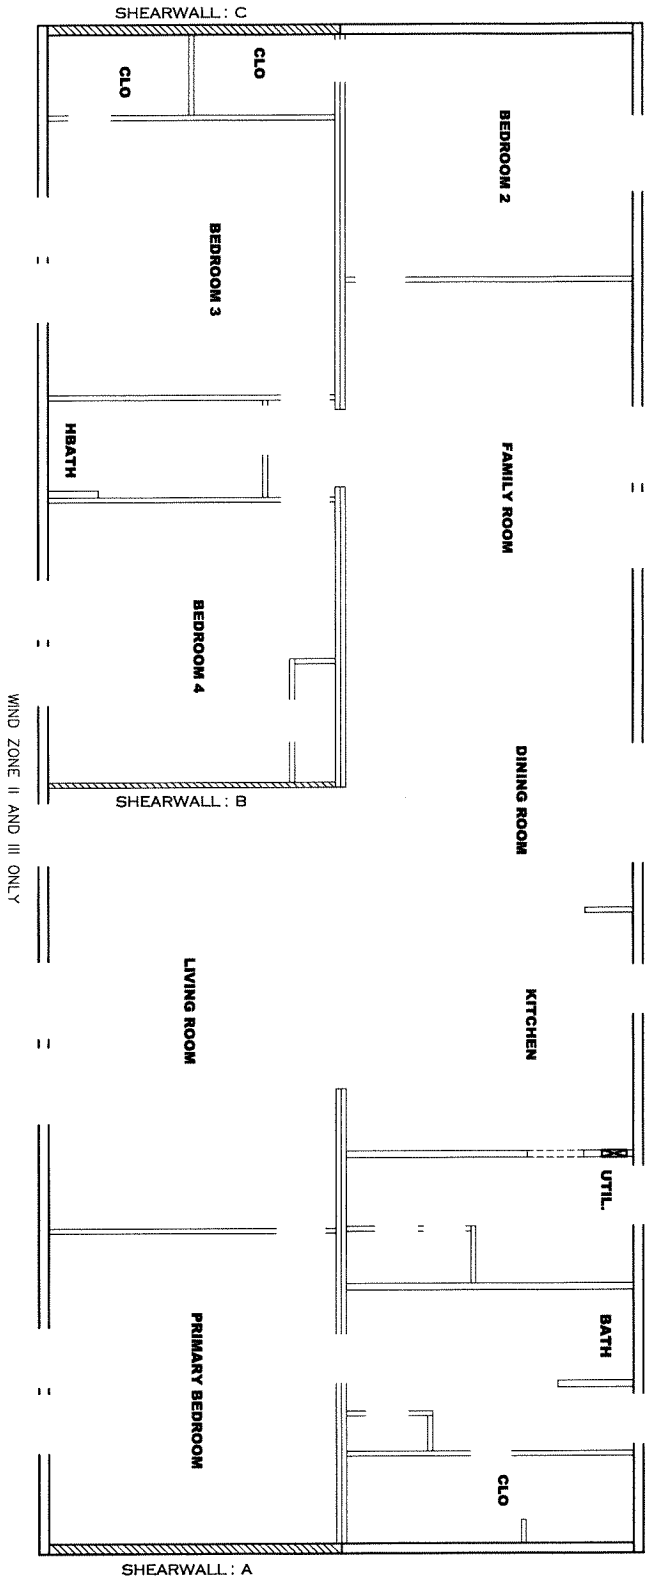 SHEARWALL: C
CLO
CLO
BEDROOM 2
BEDROOM 3
HBATH
FAMILY ROOM
BEDROOM 4
WIND ZONE II AND III ONLY
DINING ROOM
SHEARWALL: B
LIVING ROOM
KITCHEN
UTIL.
BATH
PRIMARY BEDROOM
CLO
SHEARWALL: A